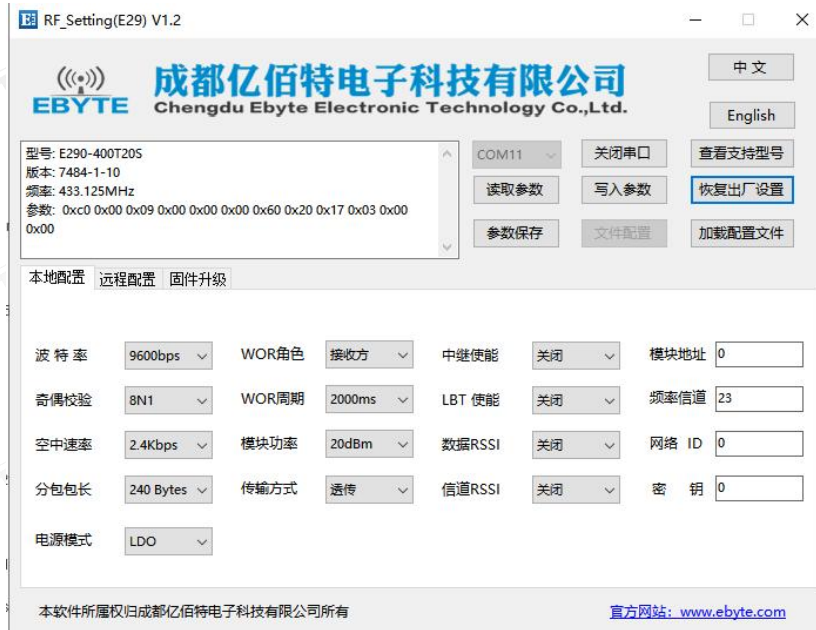 RF_Setting(E29) V1.2
EBYTE
成都亿佰特电子科技有限公司
Chengdu Ebyte Electronic Technology Co.,Ltd.
中文
English
型号: E290-400T20S
版本: 7484-1-10
频率: 433.125MHz
参数: 0xc0 0x00 0x09 0x00 0x00 0x00 0x60 0x20 0x17 0x03 0x00
0x00
COM11 关闭串口 查看支持型号
读取参数 写入参数 恢复出厂设置
参数保存 文件配置 加载配置文件
本地配置 远程配置 固件升级
波特率 9600bps WOR角色 接收方 中继使能 关闭 模块地址 0
奇偶校验 8N1 WOR周期 2000ms LBT 使能 关闭 频率信道 23
空中速率 2.4Kbps 模块功率 20dBm 数据RSSI 关闭 网络 ID 0
分包包长 240 Bytes 传输方式 透传 信道RSSI 关闭 密 钥 0
电源模式 LDO
本软件所属权归成都亿佰特电子科技有限公司所有 官方网站: www.ebyte.com